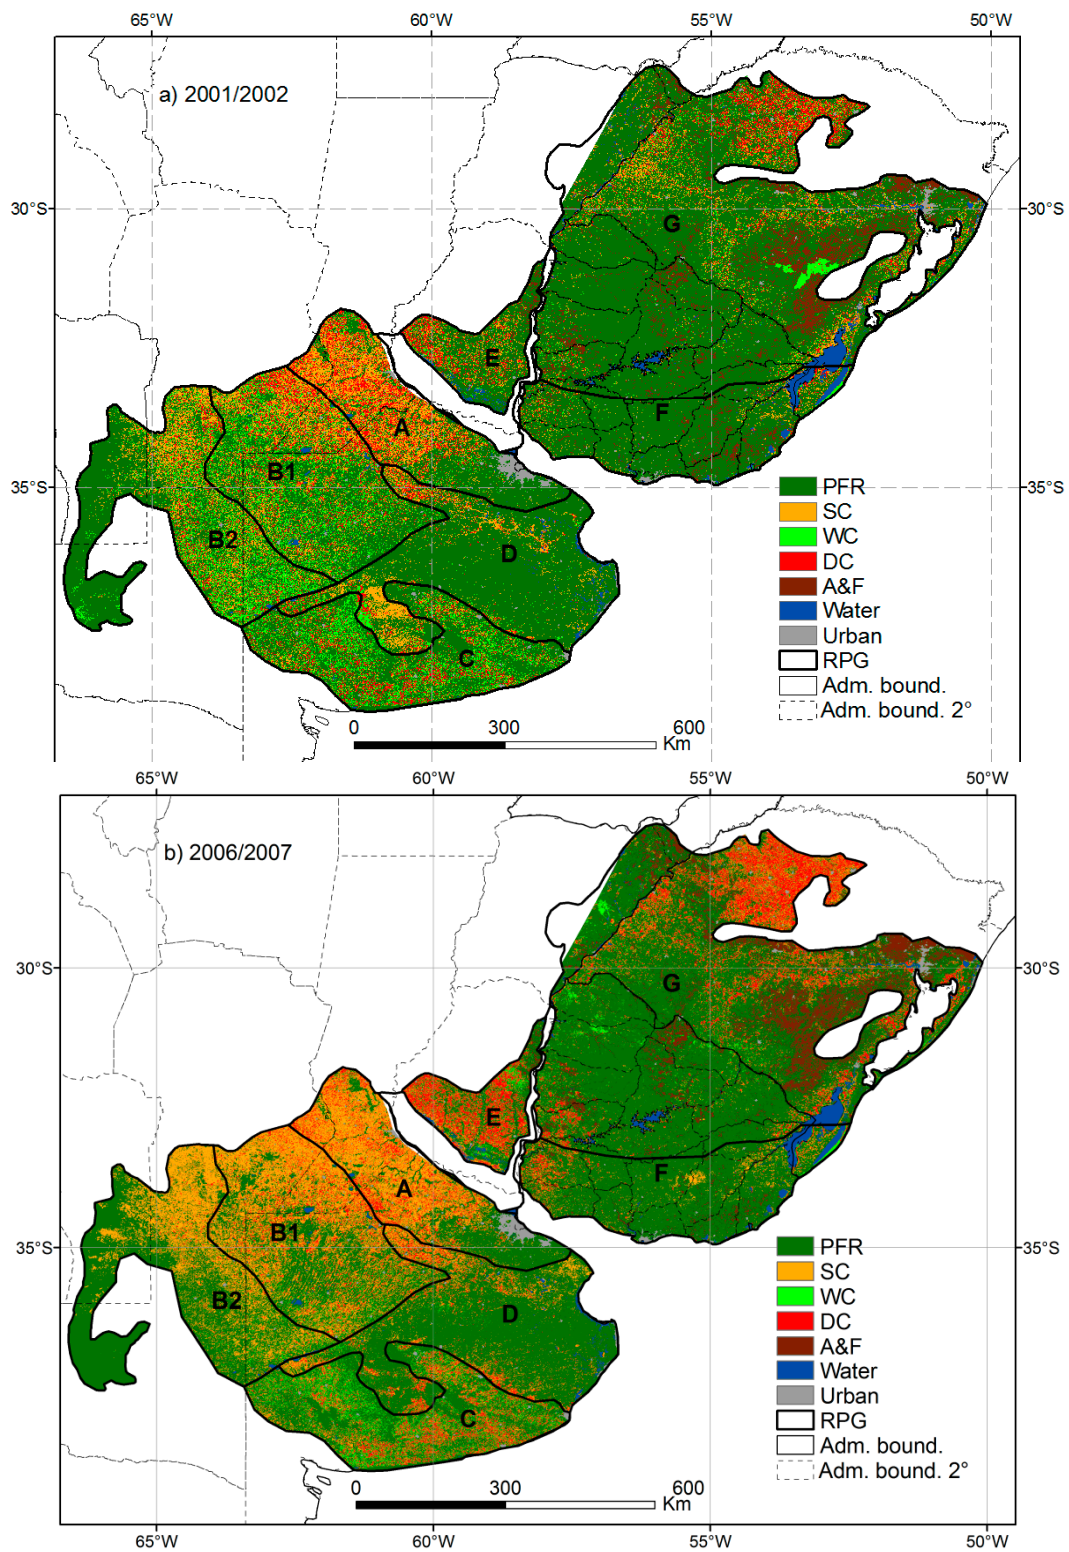 65°W 60°W 55°W 50°W
a) 2001/2002
30°S 30°S
G
E
A
F
B1
35°S 35°S
B2
D
C
PFR
SC
WC
DC
A&F
Water
Urban
RPG
Adm. bound.
Adm. bound. 2°
0 300 600
Km
65°W 60°W 55°W 50°W
65°W 60°W 55°W 50°W
b) 2006/2007
30°S 30°S
G
E
A
F
B1
35°S 35°S
B2
D
C
PFR
SC
WC
DC
A&F
Water
Urban
RPG
Adm. bound.
Adm. bound. 2°
0 300 600
Km
65°W 60°W 55°W 50°W